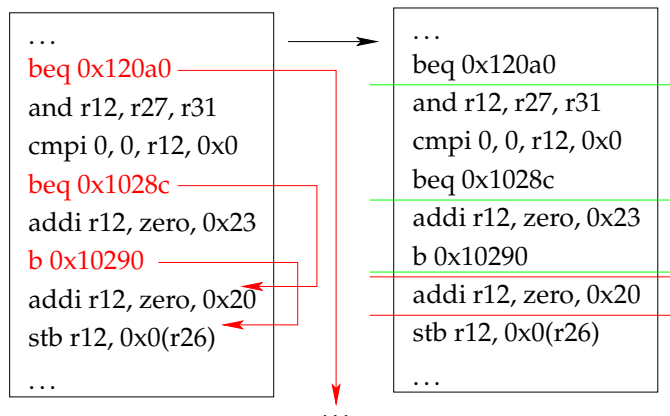 ...
beq 0x120a0
and r12, r27, r31
cmpi 0, 0, r12, 0x0
beq 0x1028c
addi r12, zero, 0x23
b 0x10290
addi r12, zero, 0x20
stb r12, 0x0(r26)
...
...
beq 0x120a0
and r12, r27, r31
cmpi 0, 0, r12, 0x0
beq 0x1028c
addi r12, zero, 0x23
b 0x10290
addi r12, zero, 0x20
stb r12, 0x0(r26)
...
...